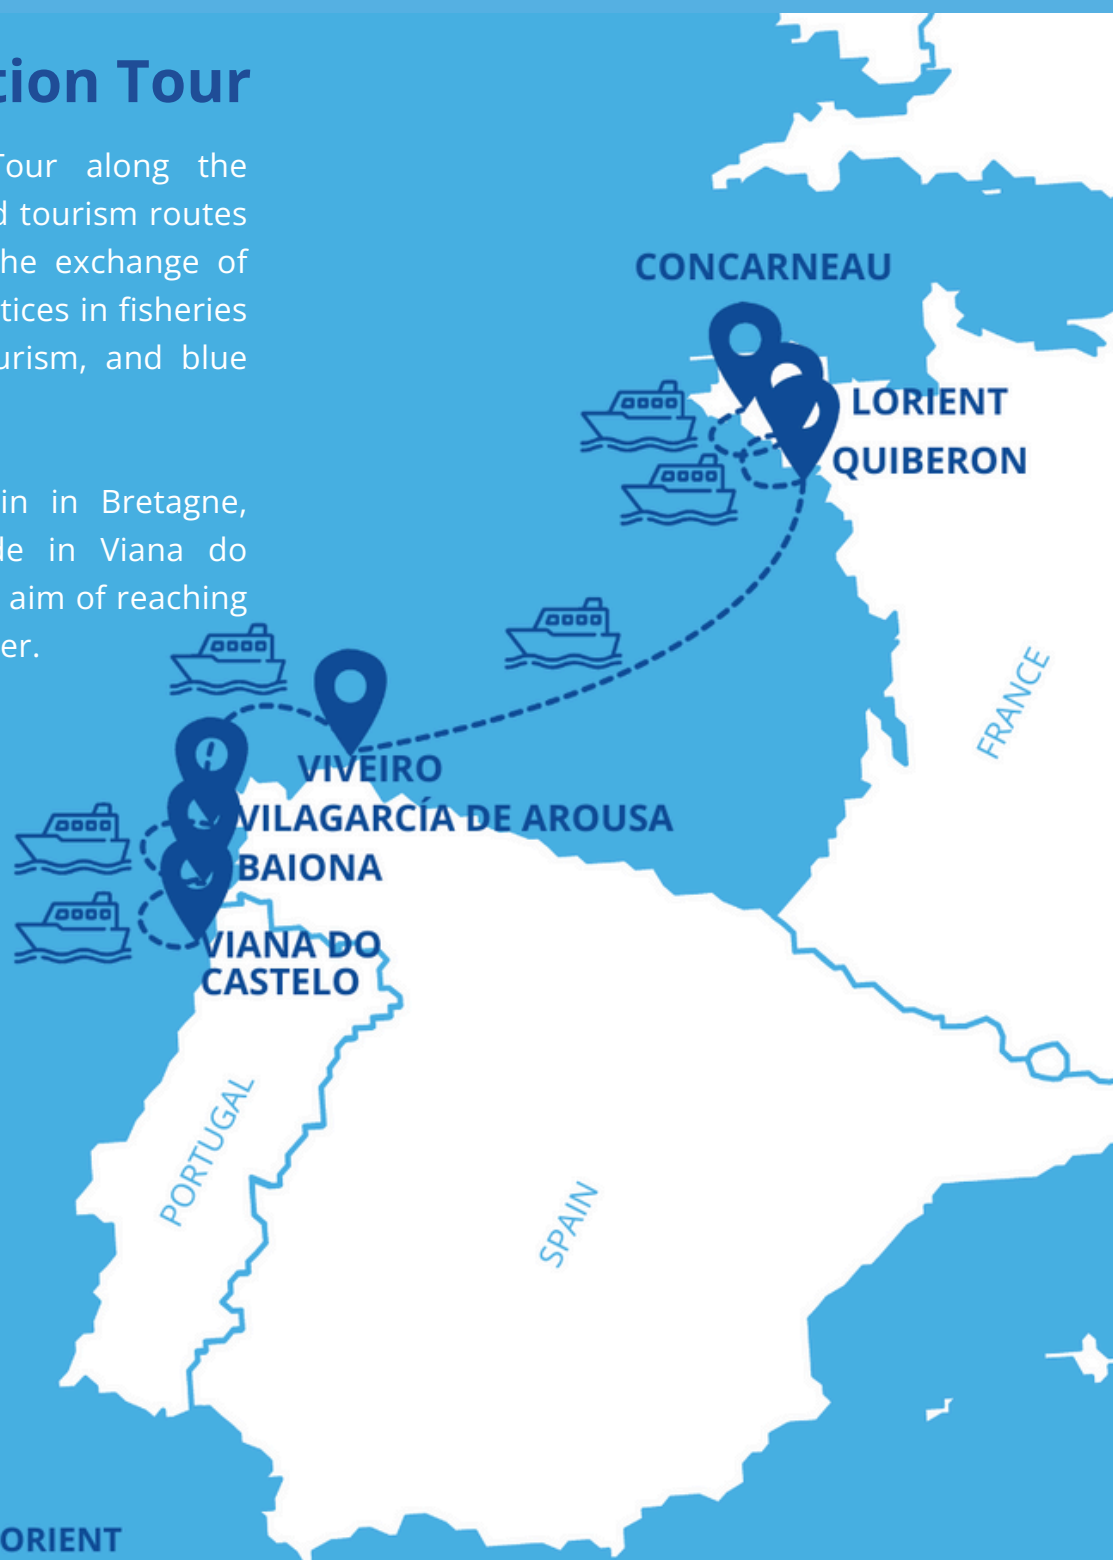 tion Tour
Tour along the
d tourism routes
he exchange of
tices in fisheries
urism, and blue
in in Bretagne,
de in Viana do
aim of reaching
er.
CONCARNEAU
LORIENT
QUIBERON
FRANCE
VIVEIRO
VILAGARCÍA DE AROUSA
BAIONA
VIANA DO
CASTELO
PORTUGAL
SPAIN
ORIENT